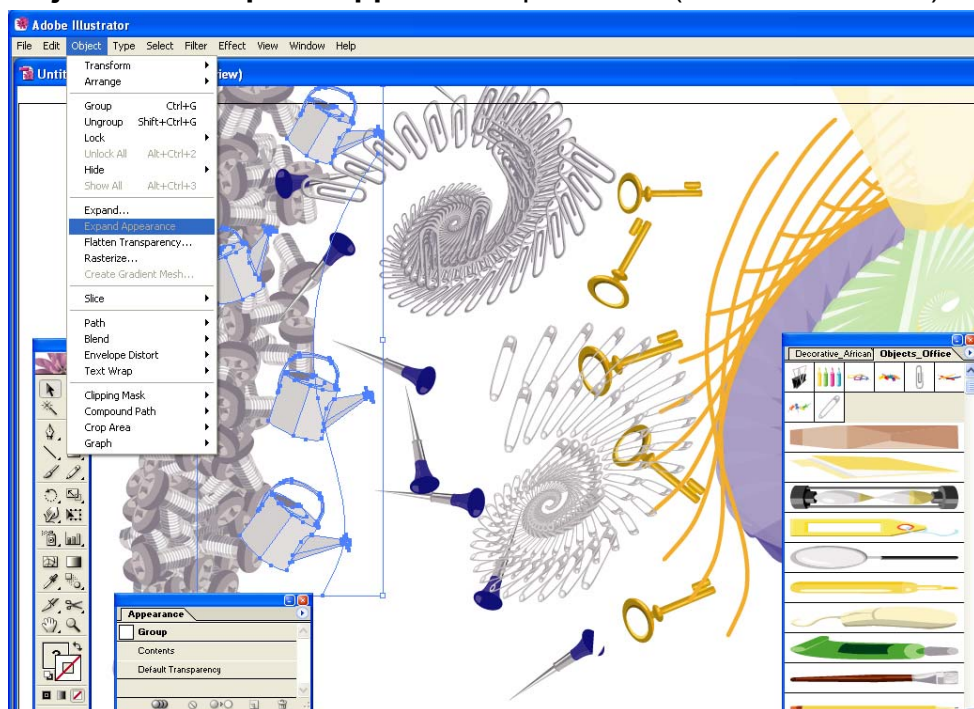 Adobe Illustrator
File Edit Object Type Select Filter Effect View Window Help
Transform
Arrange
Group Ctrl+G
Ungroup Shift+Ctrl+G
Lock
Unlock All Alt+Ctrl+2
Hide
Show All Alt+Ctrl+3
Expand...
Expand Appearance
Flatten Transparency...
Rasterize...
Create Gradient Mesh...
Slice
Path
Blend
Envelope Distort
Text Wrap
Clipping Mask
Compound Path
Crop Area
Graph
Decorative_African Objects_Office
Appearance
Group
Contents
Default Transparency